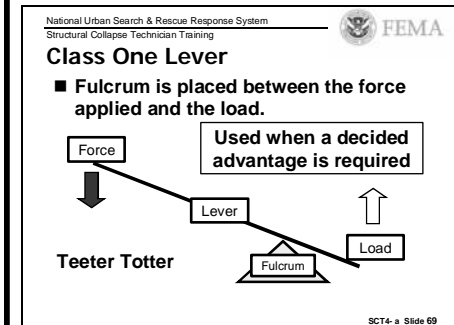 National Urban Search & Rescue Response System
Structural Collapse Technician Training
FEMA
Class One Lever
■ Fulcrum is placed between the force
applied and the load.
Used when a decided
advantage is required
Force
Lever
Load
Teeter Totter
Fulcrum
SCT4- a Slide 69